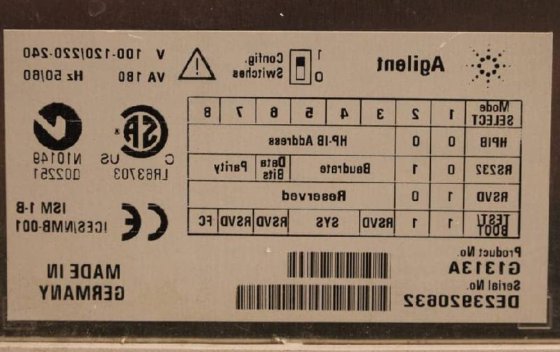 Agilent
1
0
Config.
Switches
V 100-120/220-240
VA 180 Hz 50/60
Mode SELECT 1 2 3 4 5 6 7 8
HPIB 0 0 HP-IB Address
RS232 0 1 Baudrate Data Bits Parity
RSVD 1 0 Reserved
TEST/ BOOT 1 1 RSVD SYS RSVD RSVD FC
C US
LR63703
N10149
Q02251
CE
ISM 1-B
ICES/NMB-001
Product No.
G1313A
Serial No.
DE23920632
MADE IN
GERMANY